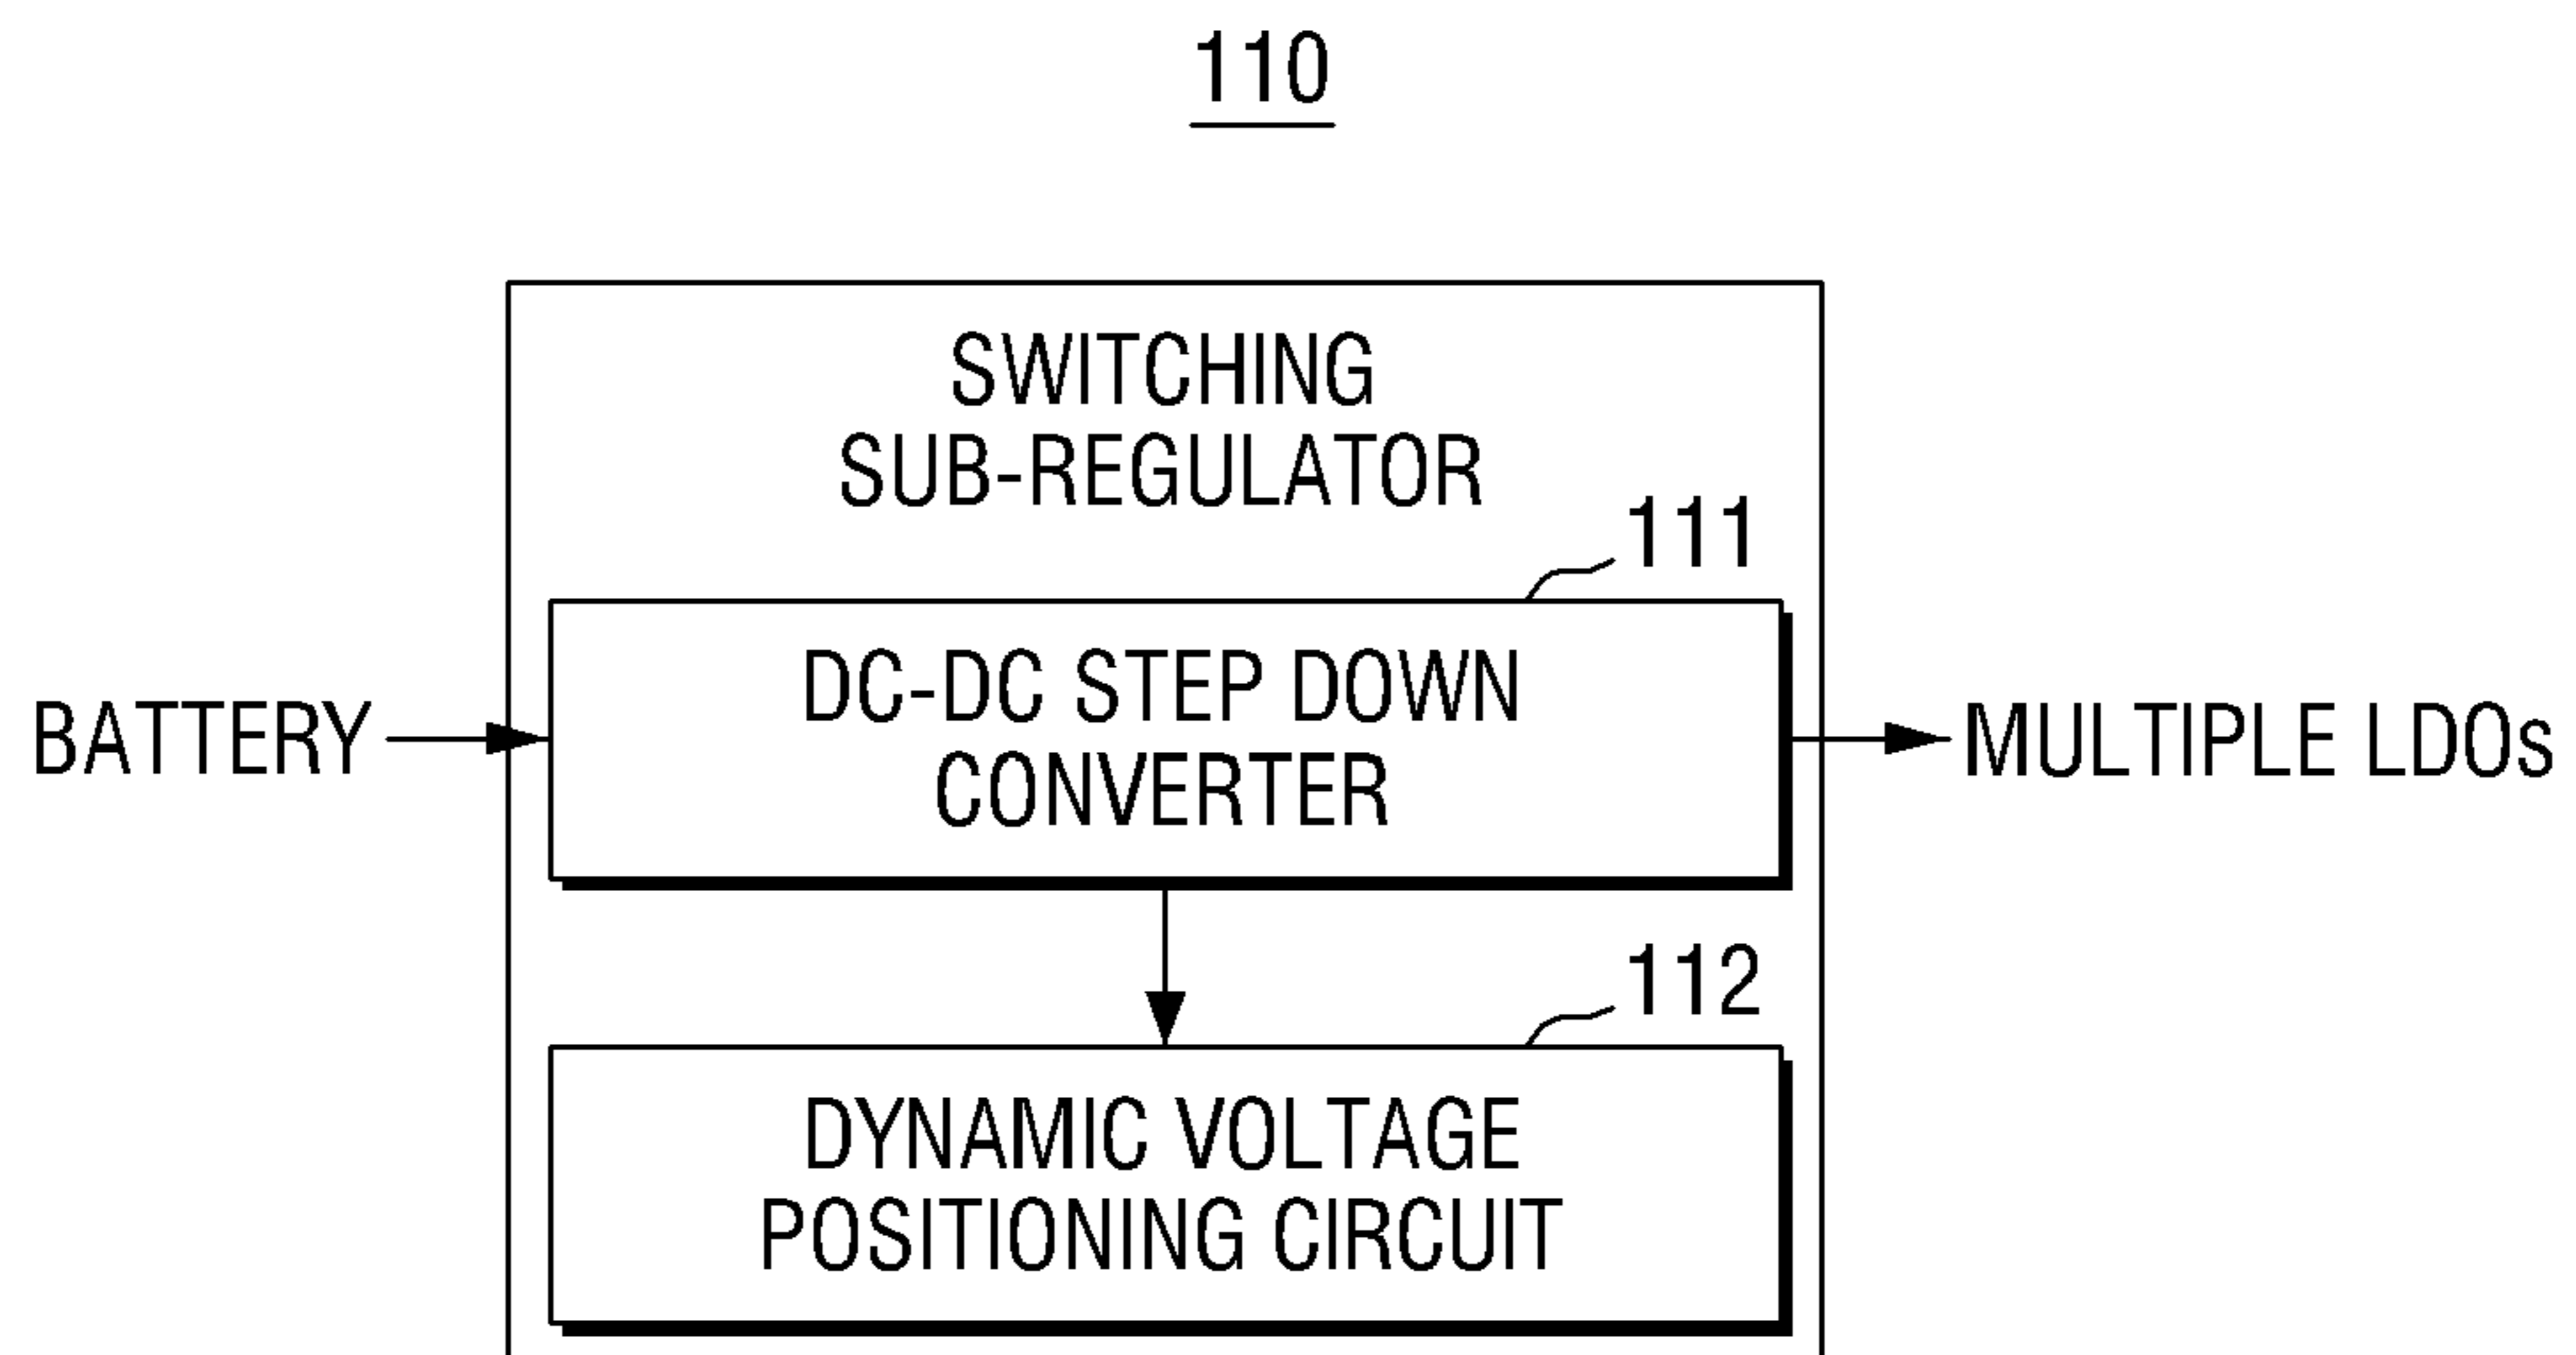 110
SWITCHING
SUB-REGULATOR
111
DC-DC STEP DOWN
CONVERTER
BATTERY
MULTIPLE LDOs
112
DYNAMIC VOLTAGE
POSITIONING CIRCUIT